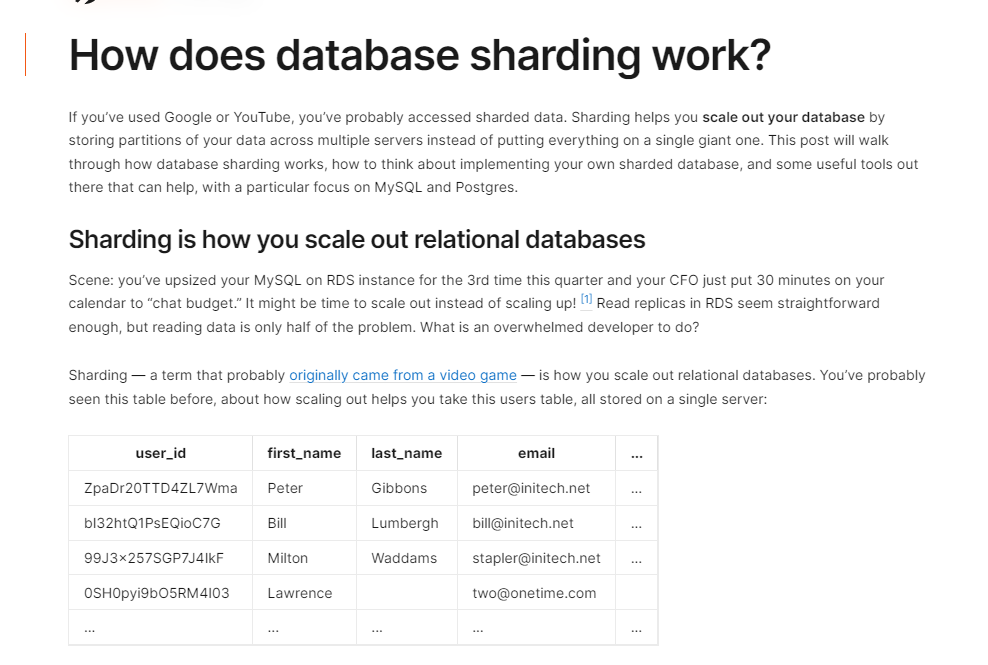 How does database sharding work?
If you’ve used Google or YouTube, you’ve probably accessed sharded data. Sharding helps you scale out your database by
storing partitions of your data across multiple servers instead of putting everything on a single giant one. This post will walk
through how database sharding works, how to think about implementing your own sharded database, and some useful tools out
there that can help, with a particular focus on MySQL and Postgres.
Sharding is how you scale out relational databases
Scene: you’ve upsized your MySQL on RDS instance for the 3rd time this quarter and your CFO just put 30 minutes on your
calendar to “chat budget.” It might be time to scale out instead of scaling up! [1] Read replicas in RDS seem straightforward
enough, but reading data is only half of the problem. What is an overwhelmed developer to do?
Sharding — a term that probably originally came from a video game — is how you scale out relational databases. You’ve probably
seen this table before, about how scaling out helps you take this users table, all stored on a single server:
user_id first_name last_name email ...
ZpaDr20TTD4ZL7Wma Peter Gibbons peter@initech.net ...
bI32htQ1PsEQioC7G Bill Lumbergh bill@initech.net ...
99J3×257SGP7J4IkF Milton Waddams stapler@initech.net ...
0SH0pyi9bO5RM4I03 Lawrence two@onetime.com
... ... ... ... ...